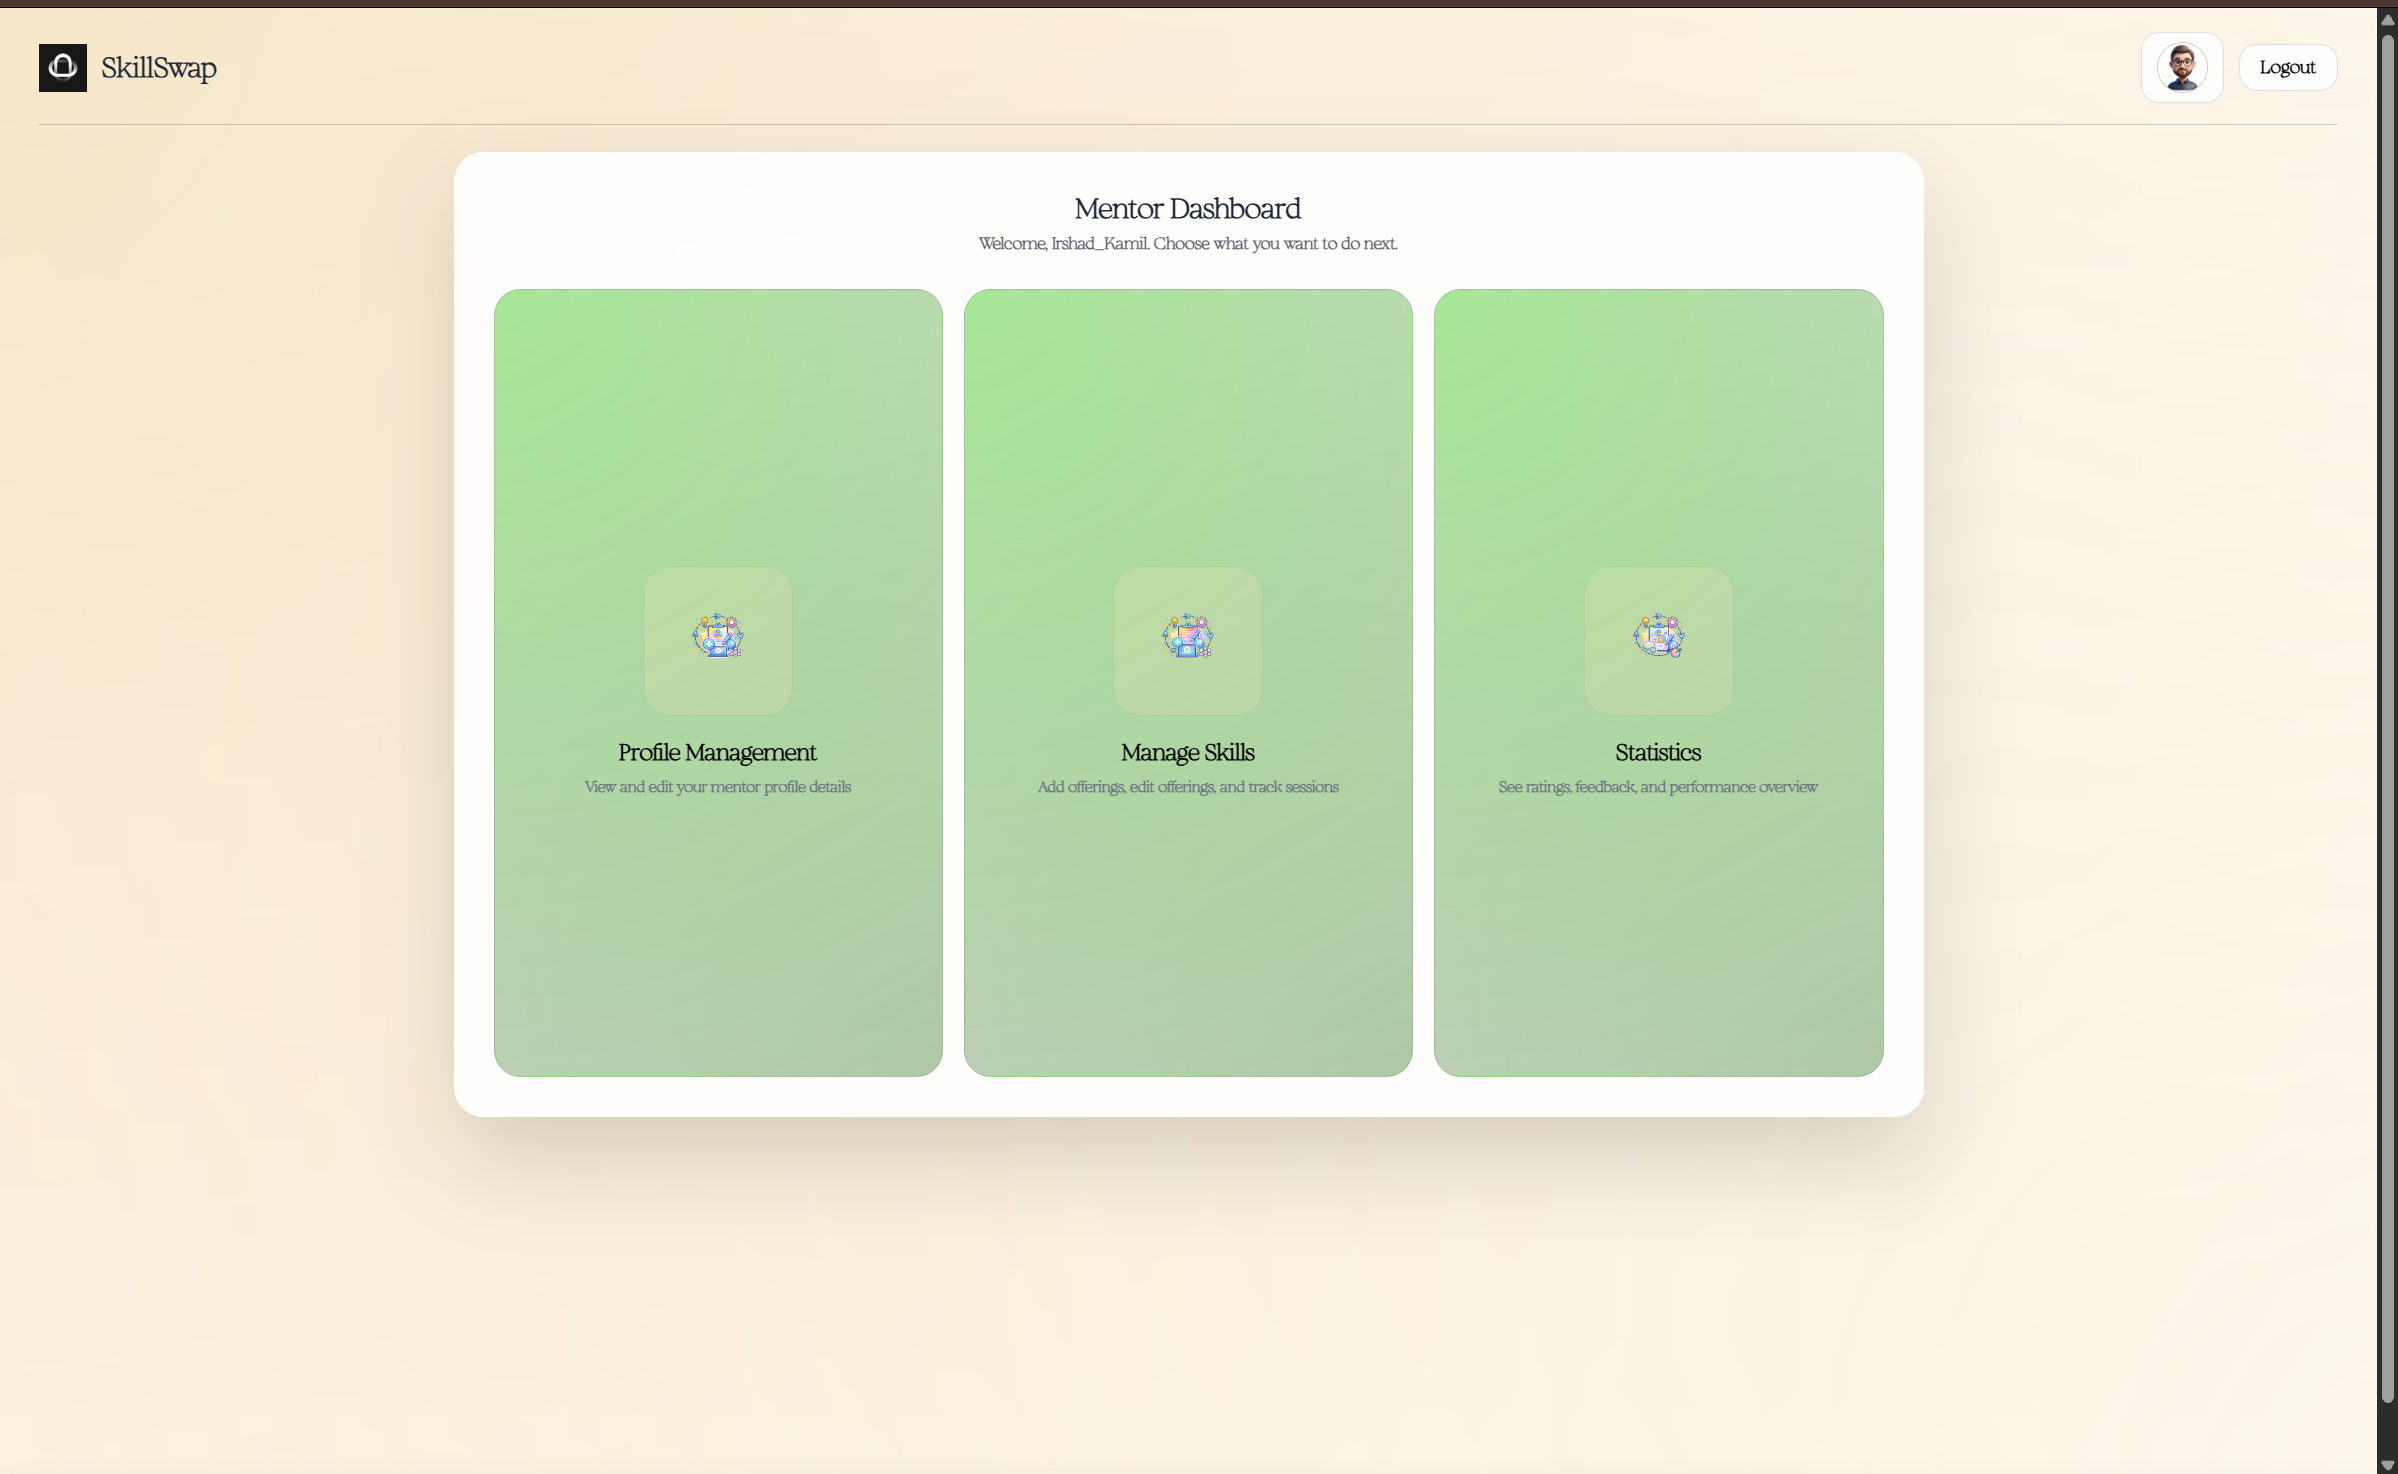 SkillSwap
Logout
Mentor Dashboard
Welcome, Irshad_Kamil. Choose what you want to do next.
Profile Management
View and edit your mentor profile details
Manage Skills
Add offerings, edit offerings, and track sessions
Statistics
See ratings, feedback, and performance overview